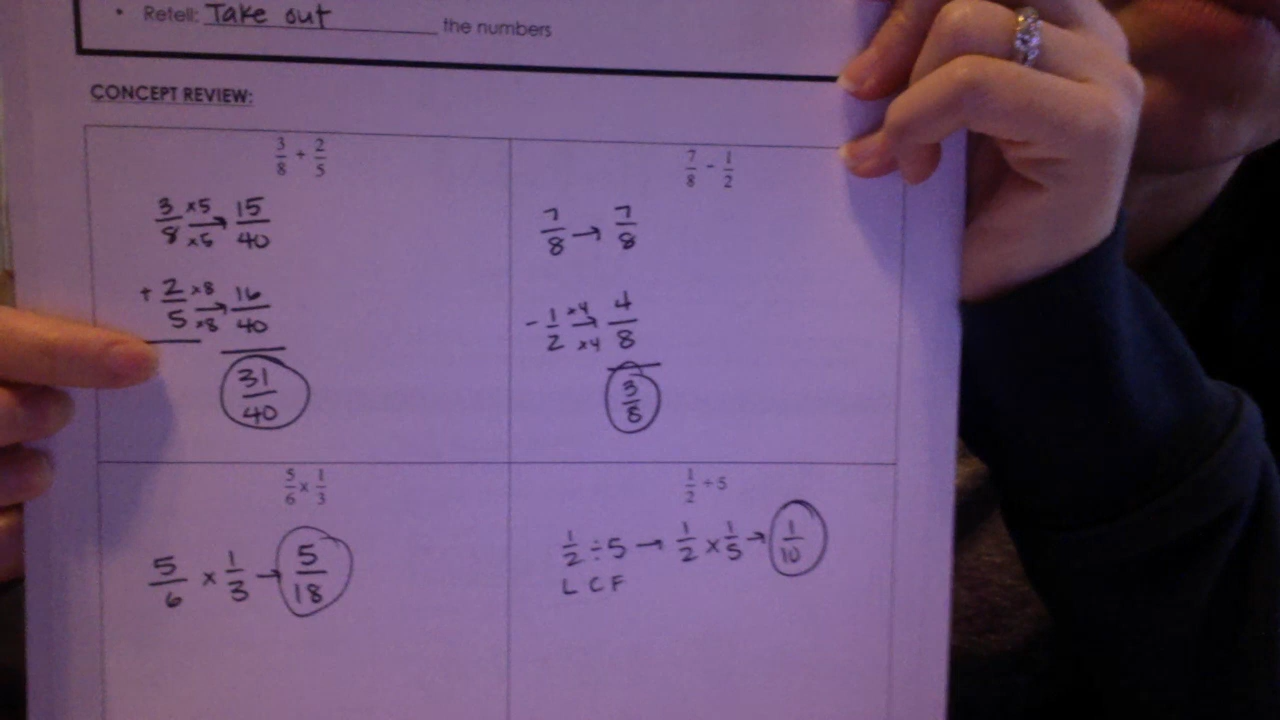 • Retell: Take out the numbers
CONCEPT REVIEW:
3/8 + 2/5
3/8 ×5/×5 → 15/40
+ 2/5 ×8/×8 → 16/40
31/40
7/8 - 1/2
7/8 → 7/8
- 1/2 ×4/×4 → 4/8
3/8
5/6 × 1/3
5/6 × 1/3 → 5/18
1/2 ÷ 5
1/2 ÷ 5 → 1/2 × 1/5 → 1/10
L C F